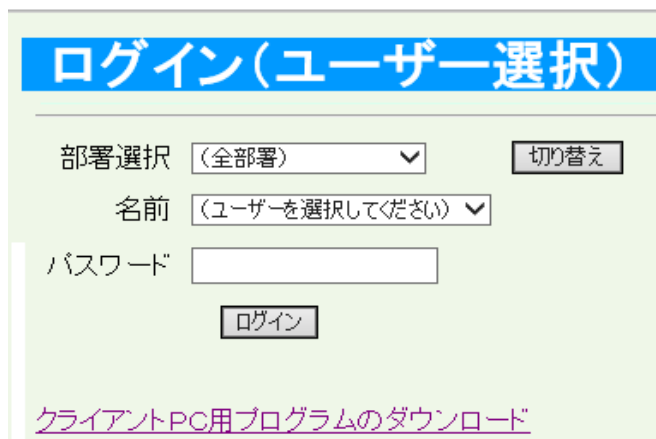 ログイン(ユーザー選択)
部署選択 (全部署) 切り替え
名前 (ユーザーを選択してください)
パスワード
ログイン
クライアントPC用プログラムのダウンロード